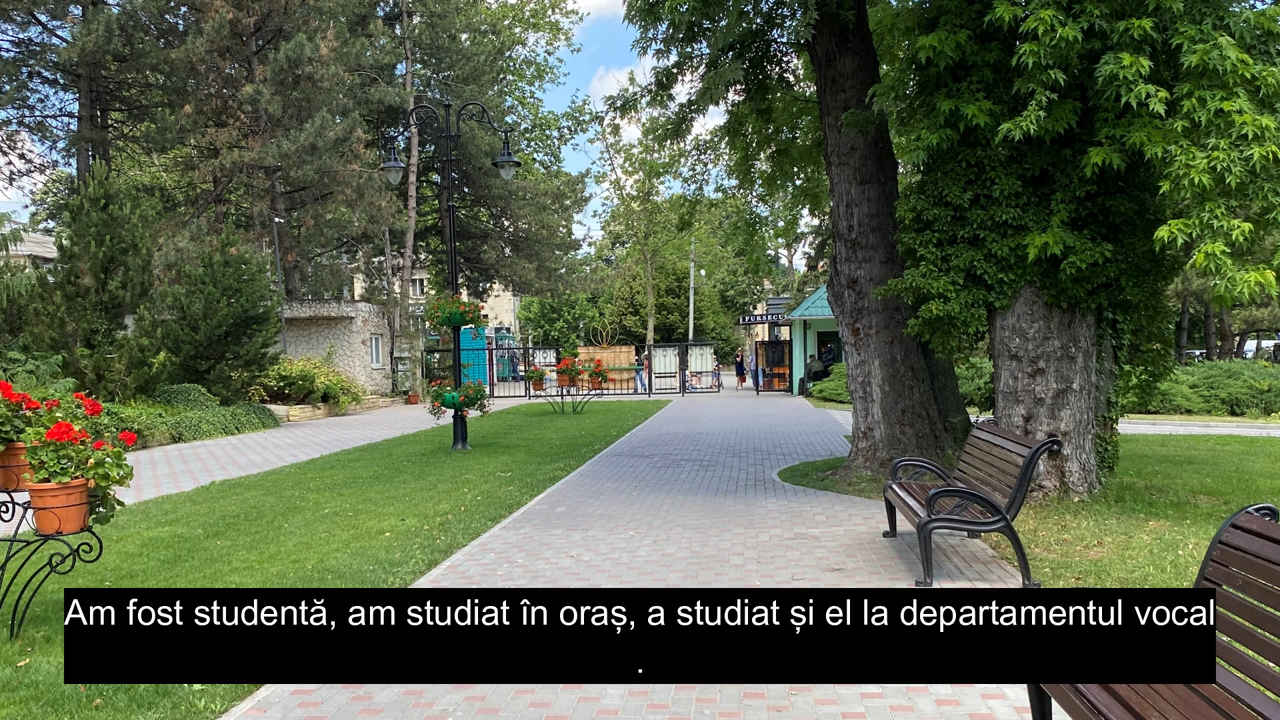 FURSECU
Am fost studentă, am studiat în oraș, a studiat și el la departamentul vocal
.